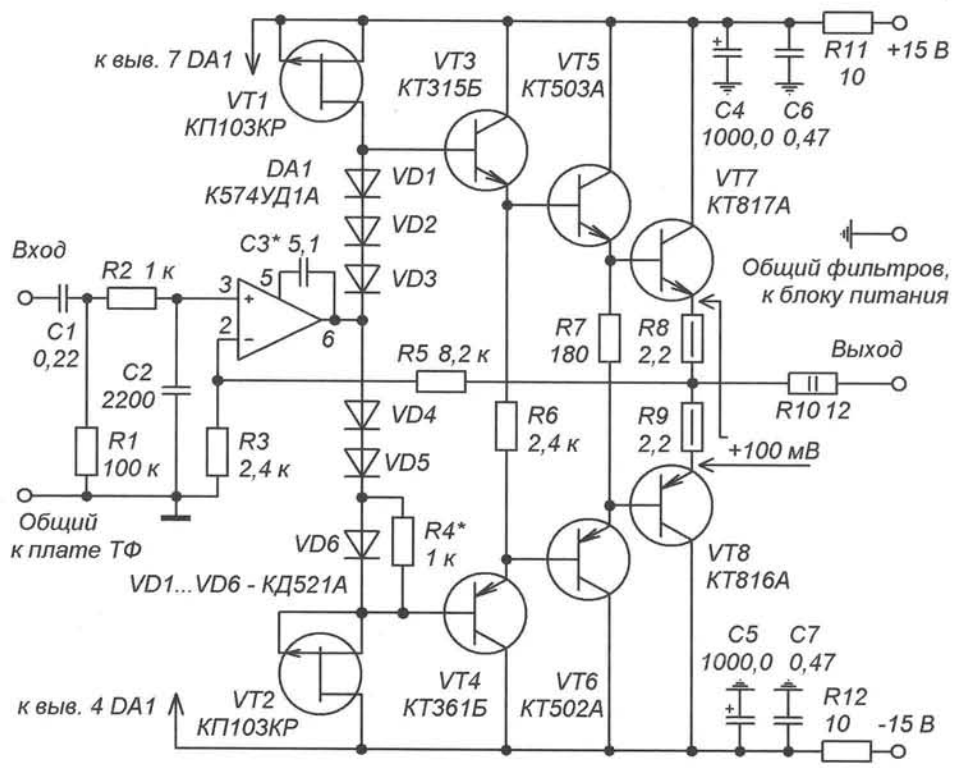 к выв. 7 DA1
VT1
КП103КР
VT3
КТ315Б
VT5
КТ503А
C4
1000,0
C6
0,47
R11
10
+15 В
DA1
К574УД1А
VD1
VD2
VD3
VT7
КТ817А
Вход
R2 1 к
C3* 5,1
5
3
+
2
−
6
C1
0,22
C2
2200
R1
100 к
R3
2,4 к
R5 8,2 к
R7
180
R8
2,2
Общий фильтров,
к блоку питания
Выход
R10 12
R6
2,4 к
R9
2,2
+100 мВ
VD4
VD5
VD6
R4*
1 к
Общий
к плате ТФ
VD1...VD6 - КД521А
VT8
КТ816А
VT2
КП103КР
к выв. 4 DA1
VT4
КТ361Б
VT6
КТ502А
C5
1000,0
+
C7
0,47
R12
10
-15 В
+